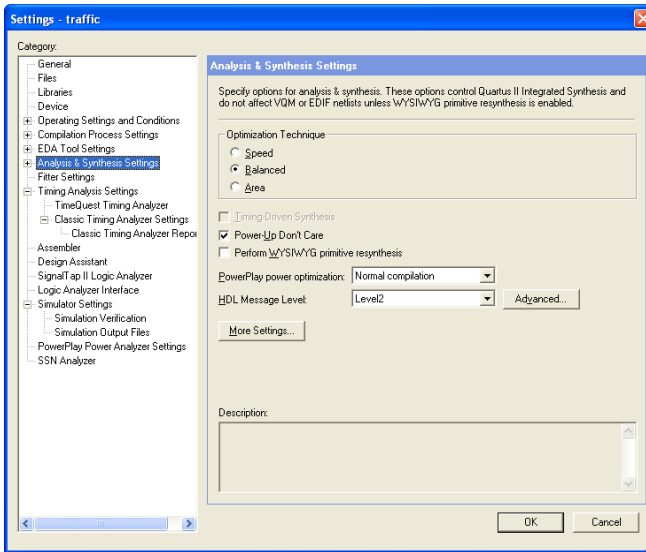 Settings - traffic
Category:
General
Files
Libraries
Device
Operating Settings and Conditions
Compilation Process Settings
EDA Tool Settings
Analysis & Synthesis Settings
Fitter Settings
Timing Analysis Settings
TimeQuest Timing Analyzer
Classic Timing Analyzer Settings
Classic Timing Analyzer Repor
Assembler
Design Assistant
SignalTap II Logic Analyzer
Logic Analyzer Interface
Simulator Settings
Simulation Verification
Simulation Output Files
PowerPlay Power Analyzer Settings
SSN Analyzer
Analysis & Synthesis Settings
Specify options for analysis & synthesis. These options control Quartus II Integrated Synthesis and
do not affect VQM or EDIF netlists unless WYSIWYG primitive resynthesis is enabled.
Optimization Technique
Speed
Balanced
Area
Timing-Driven Synthesis
Power-Up Don't Care
Perform WYSIWYG primitive resynthesis
PowerPlay power optimization: Normal compilation
HDL Message Level: Level2 Advanced...
More Settings...
Description:
OK Cancel